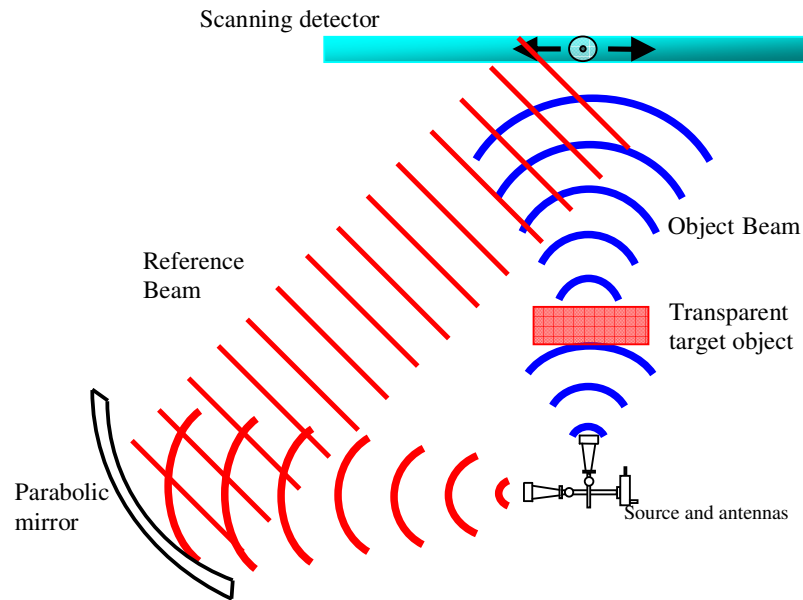 Scanning detector
Object Beam
Reference
Beam
Transparent
target object
Parabolic
mirror
Source and antennas